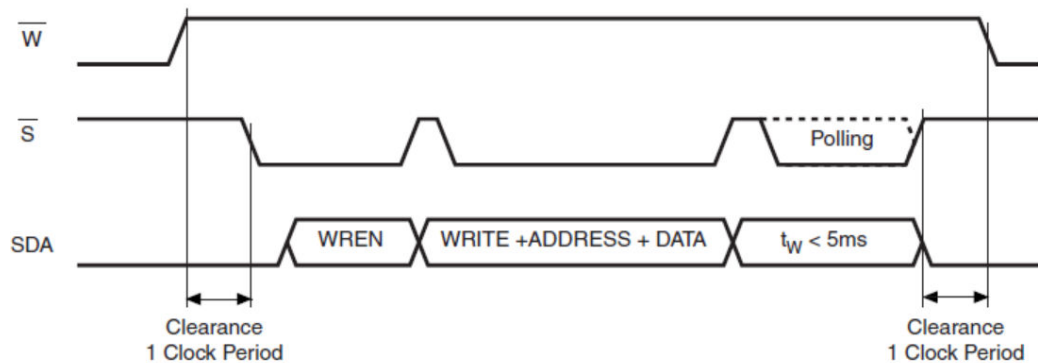 W
S
Polling
SDA
WREN
WRITE +ADDRESS + DATA
tW < 5ms
Clearance
1 Clock Period
Clearance
1 Clock Period